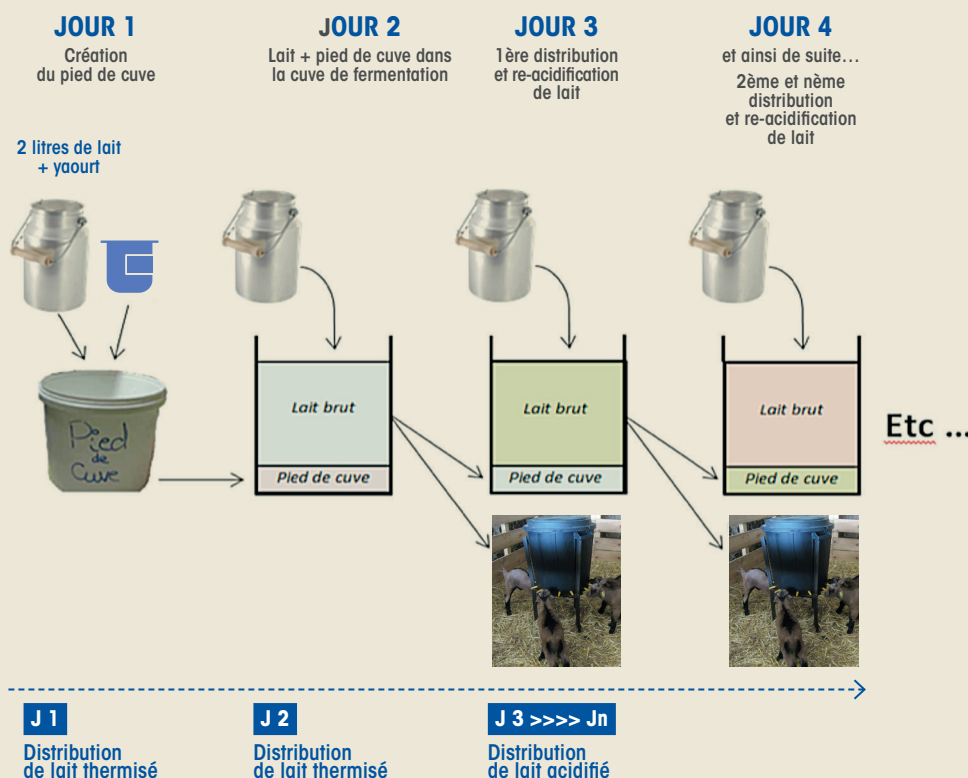 JOUR 1
Création
du pied de cuve
JOUR 2
Lait + pied de cuve dans
la cuve de fermentation
JOUR 3
1ère distribution
et re-acidification
de lait
JOUR 4
et ainsi de suite…
2ème et nème
distribution
et re-acidification
de lait
2 litres de lait
+ yaourt
Pied
de
Cuve
Lait brut
Pied de cuve
Lait brut
Pied de cuve
Lait brut
Pied de cuve
Etc ...
J 1
Distribution
de lait thermisé
J 2
Distribution
de lait thermisé
J 3 >>>> Jn
Distribution
de lait acidifié